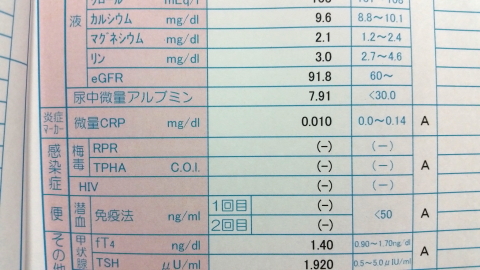 液 カルシウム mg/dl 9.6 8.8～10.1
マグネシウム mg/dl 2.1 1.2～2.4
リン mg/dl 3.0 2.7～4.6
eGFR 91.8 60～
尿中微量アルブミン 7.91 <30.0
炎症マーカー 微量CRP mg/dl 0.010 0.0～0.14 A
感染症 梅毒 RPR (-) (-) A
TPHA C.O.I. (-) (-)
HIV (-) (-)
便 潜血 免疫法 ng/ml 1回目 (-) <50 A
2回目 (-)
その他 甲状腺 fT4 ng/dl 1.40 0.90～1.70ng/dl A
TSH μU/ml 1.920 0.5～5.0μIU/ml